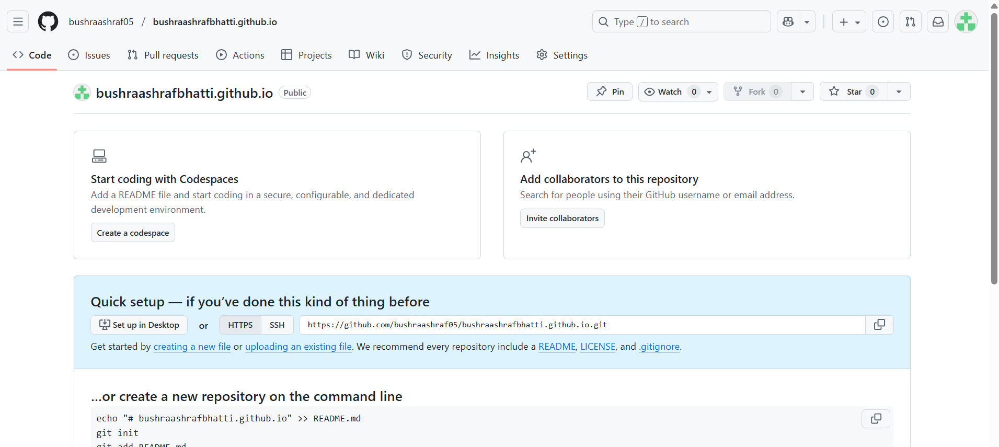 bushraashraf05 / bushraashrafbhatti.github.io
Type / to search
Code Issues Pull requests Actions Projects Wiki Security Insights Settings
bushraashrafbhatti.github.io Public
Pin Watch 0 Fork 0 Star 0
Start coding with Codespaces
Add a README file and start coding in a secure, configurable, and dedicated
development environment.
Create a codespace
Add collaborators to this repository
Search for people using their GitHub username or email address.
Invite collaborators
Quick setup — if you’ve done this kind of thing before
Set up in Desktop or HTTPS SSH https://github.com/bushraashraf05/bushraashrafbhatti.github.io.git
Get started by creating a new file or uploading an existing file. We recommend every repository include a README, LICENSE, and .gitignore.
…or create a new repository on the command line
echo "# bushraashrafbhatti.github.io" >> README.md
git init
git add README.md